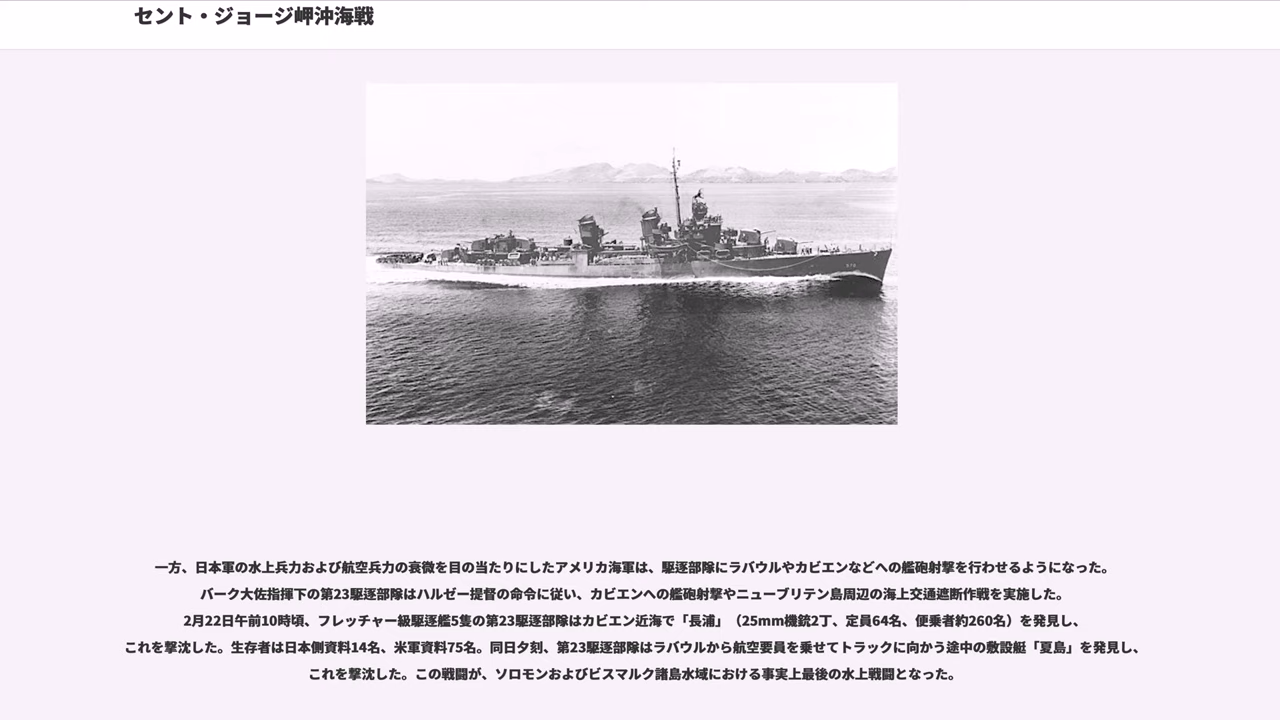 セント・ジョージ岬沖海戦
一方、日本軍の水上兵力および航空兵力の衰微を目の当たりにしたアメリカ海軍は、駆逐部隊にラバウルやカビエンなどへの艦砲射撃を行わせるようになった。
バーク大佐指揮下の第23駆逐部隊はハルゼー提督の命令に従い、カビエンへの艦砲射撃やニューブリテン島周辺の海上交通遮断作戦を実施した。
2月22日午前10時頃、フレッチャー級駆逐艦5隻の第23駆逐部隊はカビエン近海で「長浦」（25mm機銃2丁、定員64名、便乗者約260名）を発見し、
これを撃沈した。生存者は日本側資料14名、米軍資料75名。同日夕刻、第23駆逐部隊はラバウルから航空要員を乗せてトラックに向かう途中の敷設艇「夏島」を発見し、
これを撃沈した。この戦闘が、ソロモンおよびビスマルク諸島水域における事実上最後の水上戦闘となった。